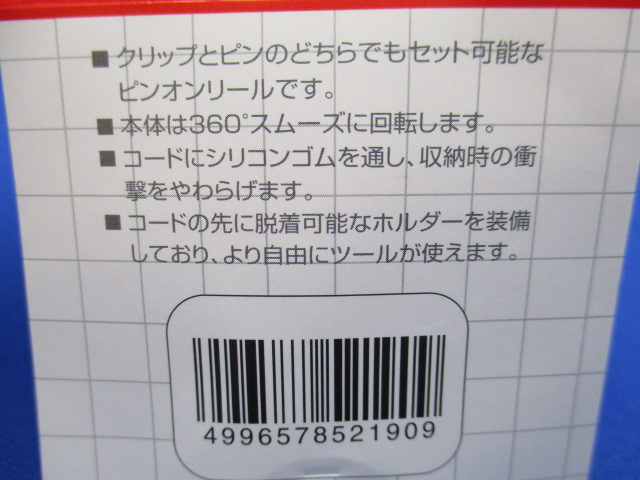 ■ クリップとピンのどちらでもセット可能な
ピンオンリールです。
■ 本体は360°スムーズに回転します。
■ コードにシリコンゴムを通し、収納時の衝
撃をやわらげます。
■ コードの先に脱着可能なホルダーを装備
しており、より自由にツールが使えます。
4996578521909